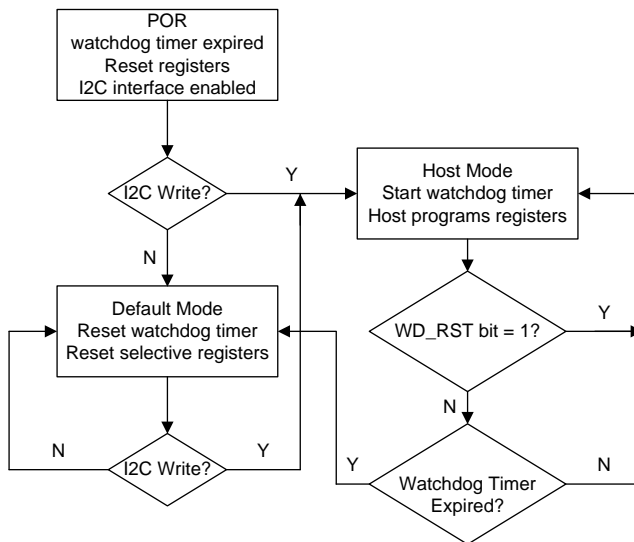 POR
watchdog timer expired
Reset registers
I2C interface enabled
I2C Write?
Y
Host Mode
Start watchdog timer
Host programs registers
N
Default Mode
Reset watchdog timer
Reset selective registers
WD_RST bit = 1?
Y
N
N
I2C Write?
Y
Y
Watchdog Timer
Expired?
N